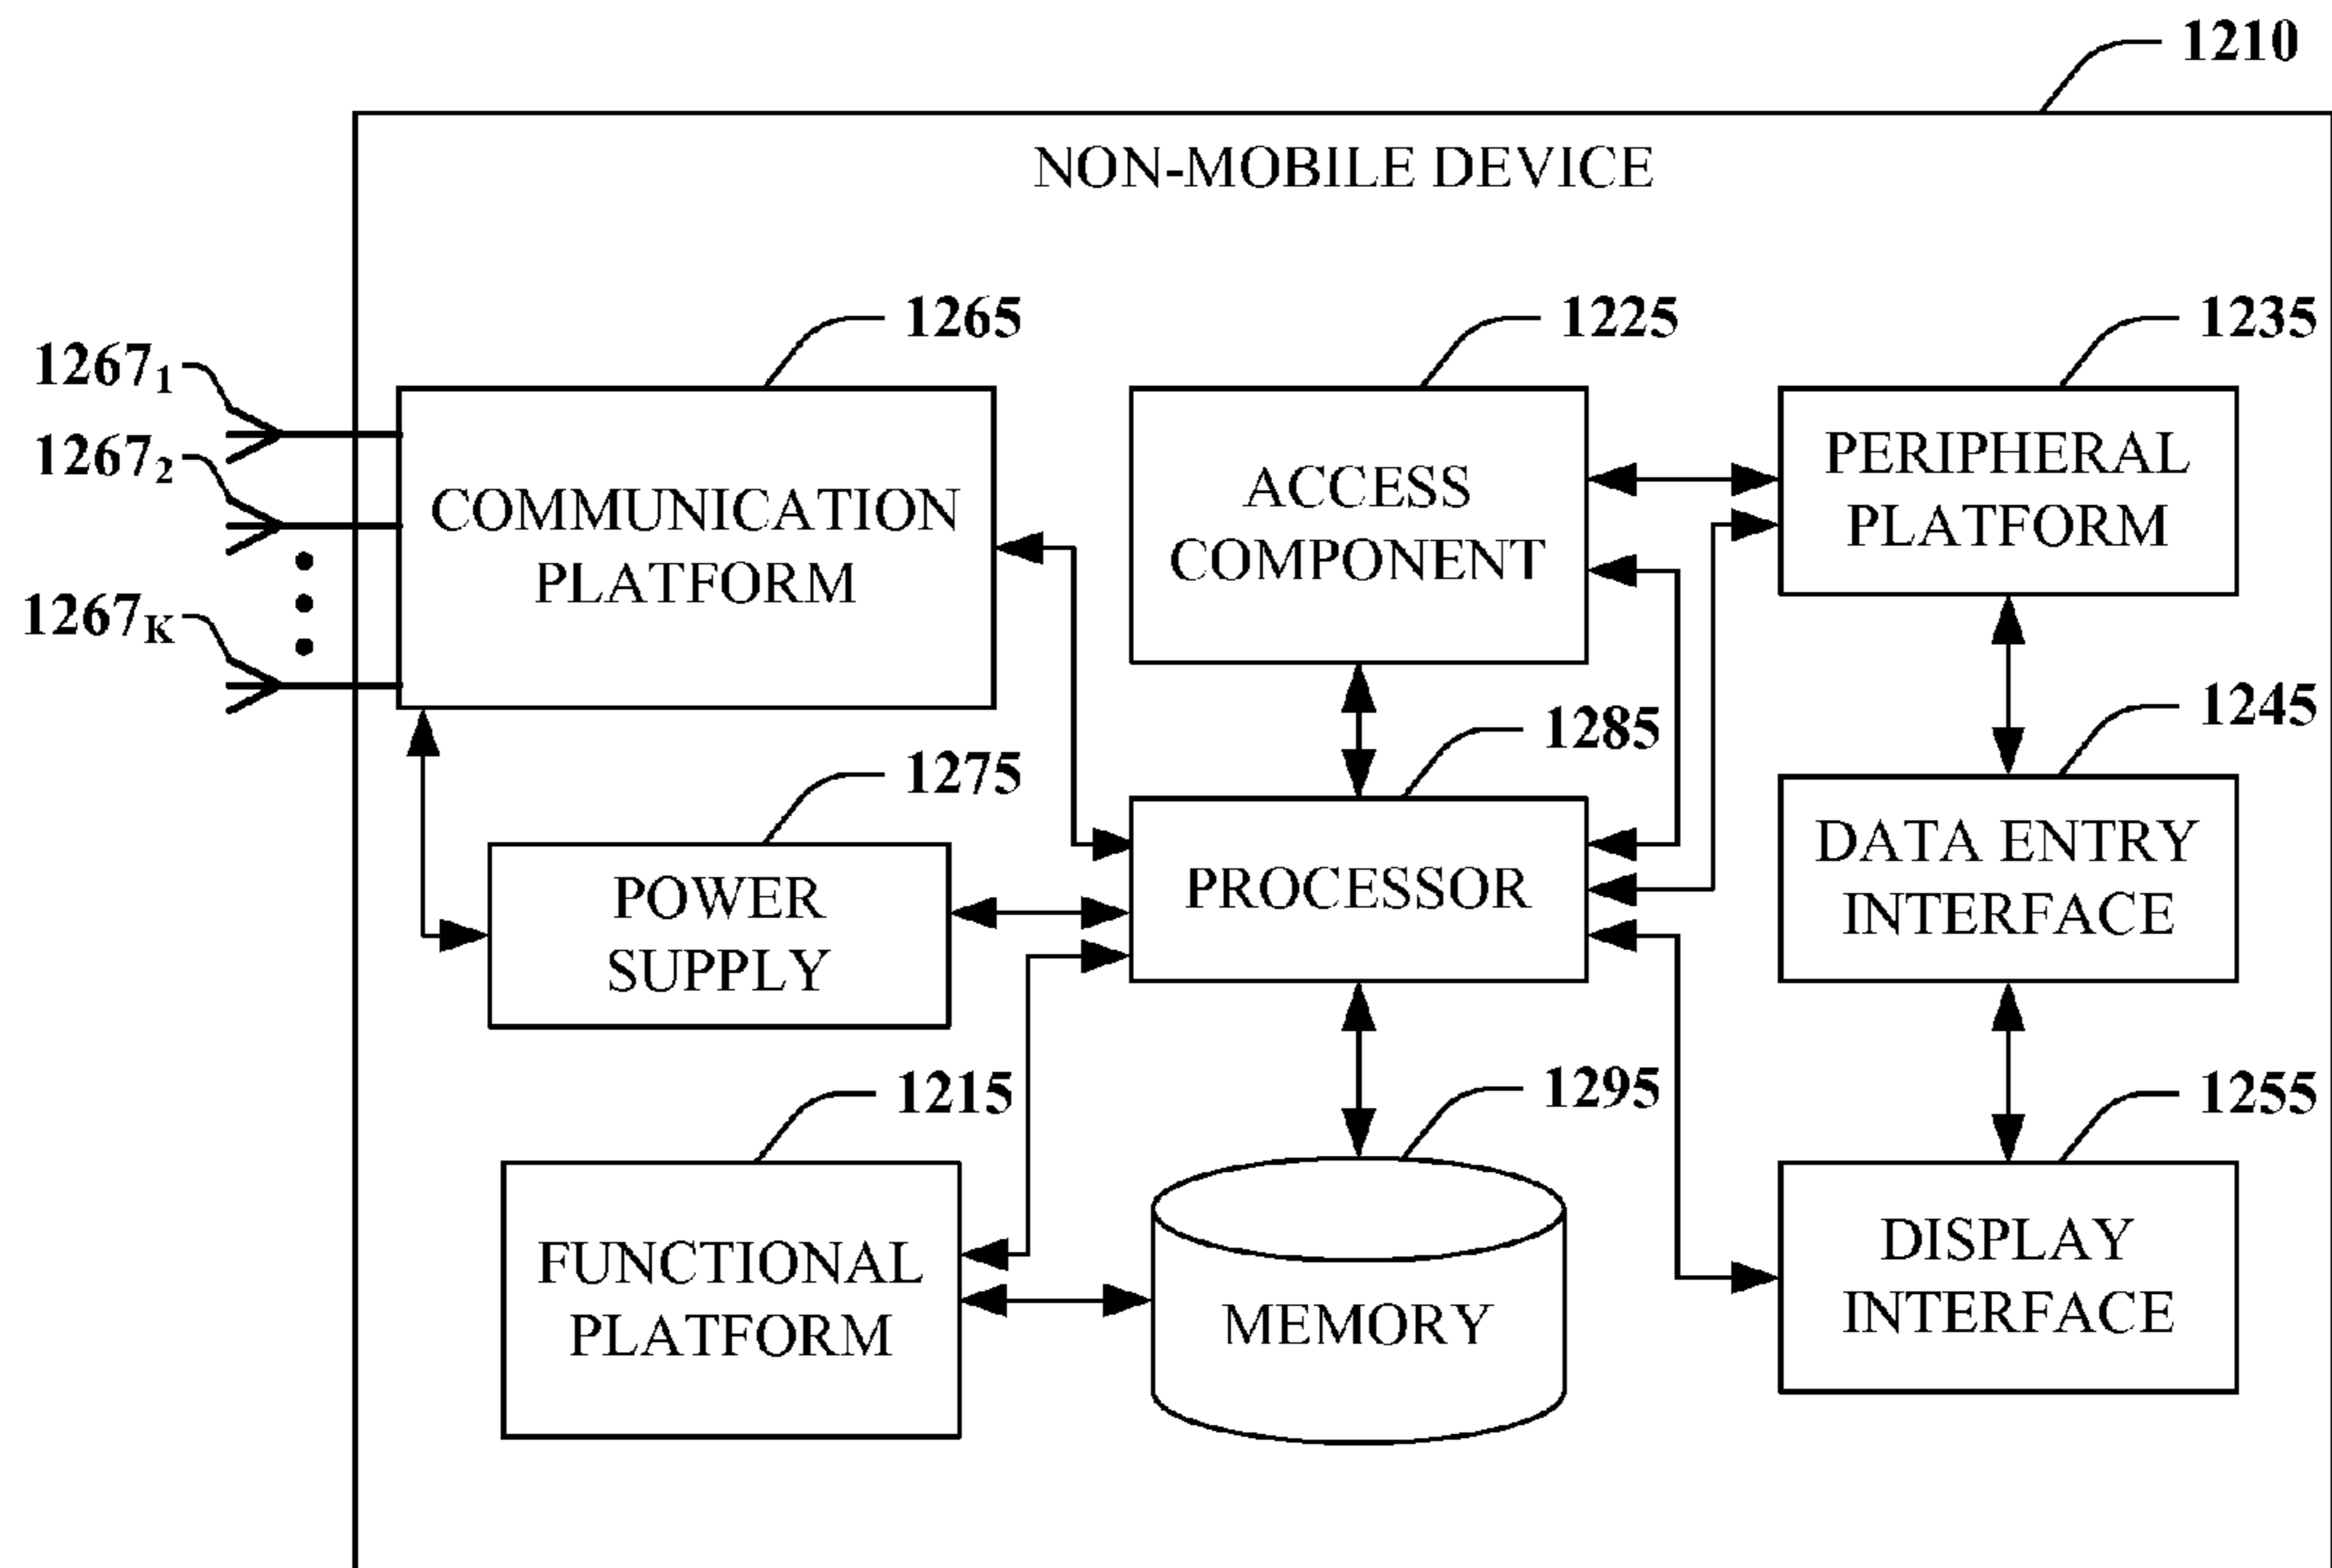 1210
NON-MOBILE DEVICE
1265
1225
1235
1267₁
1267₂
1267K
COMMUNICATION
PLATFORM
ACCESS
COMPONENT
PERIPHERAL
PLATFORM
1275
1285
1245
POWER
SUPPLY
PROCESSOR
DATA ENTRY
INTERFACE
1215
1295
1255
FUNCTIONAL
PLATFORM
MEMORY
DISPLAY
INTERFACE